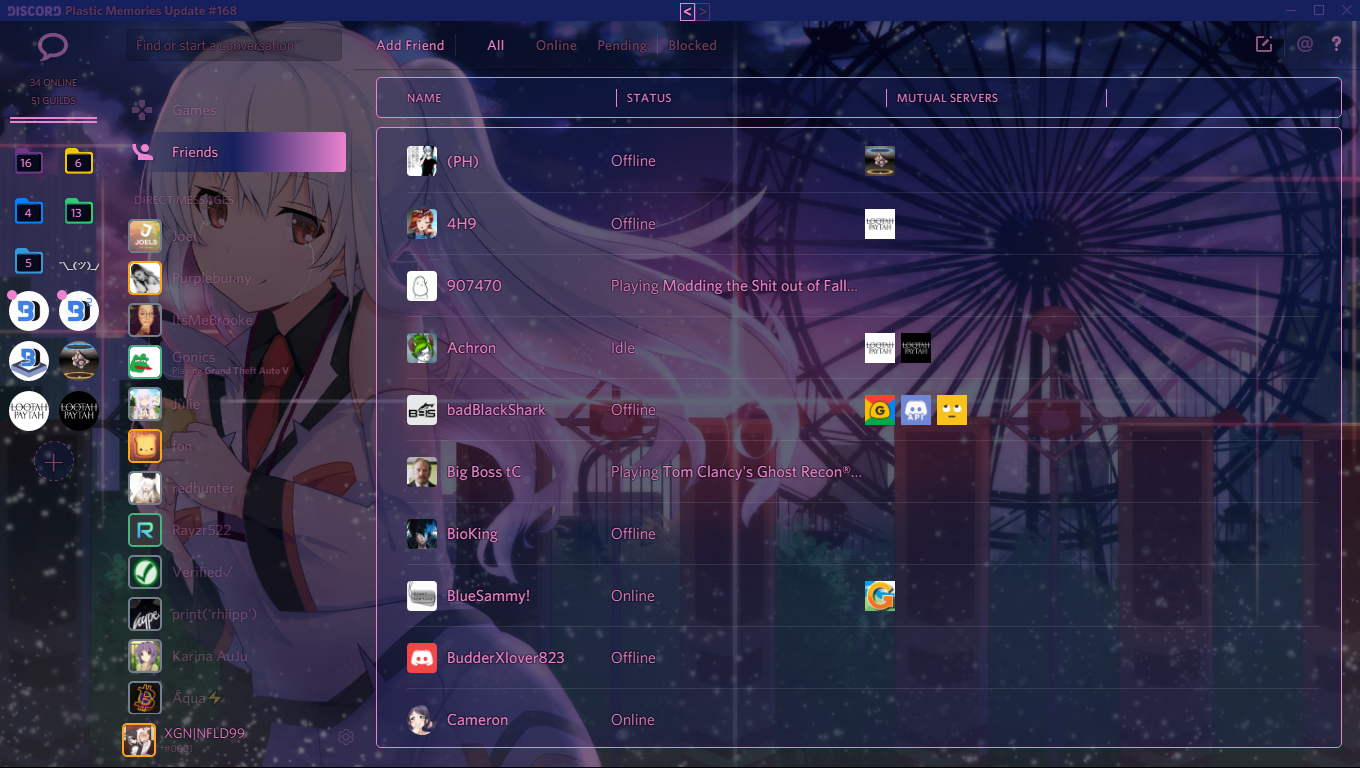 DISCORD Plastic Memories Update #168
< >
Find or start a conversation
Add Friend
All
Online
Pending
Blocked
@ ?
34 ONLINE
51 GUILDS
Games
Friends
NAME
STATUS
MUTUAL SERVERS
16
6
4
13
5
¯\_(ツ)_/
LOOTAH
PAYTAH
LOOTAH
PAYTAH
DIRECT MESSAGES
JOELS
Joel
Purplebunny
ItsMeBrooke
Gonics
Playing Grand Theft Auto V
Julie
fon
redhunter
Rayzr522
Verified✓
print('rhiipp')
Karina AuJu
Aqua⚡
XGN|NFLD99
(PH)
Offline
4H9
Offline
LOOTAH
PAYTAH
907470
Playing Modding the Shit out of Fall...
Achron
Idle
LOOTAH
PAYTAH
LOOTAH
PAYTAH
badBlackShark
Offline
G
API
Big Boss tC
Playing Tom Clancy's Ghost Recon®...
BioKing
Offline
BlueSammy!
Online
BudderXlover823
Offline
Cameron
Online